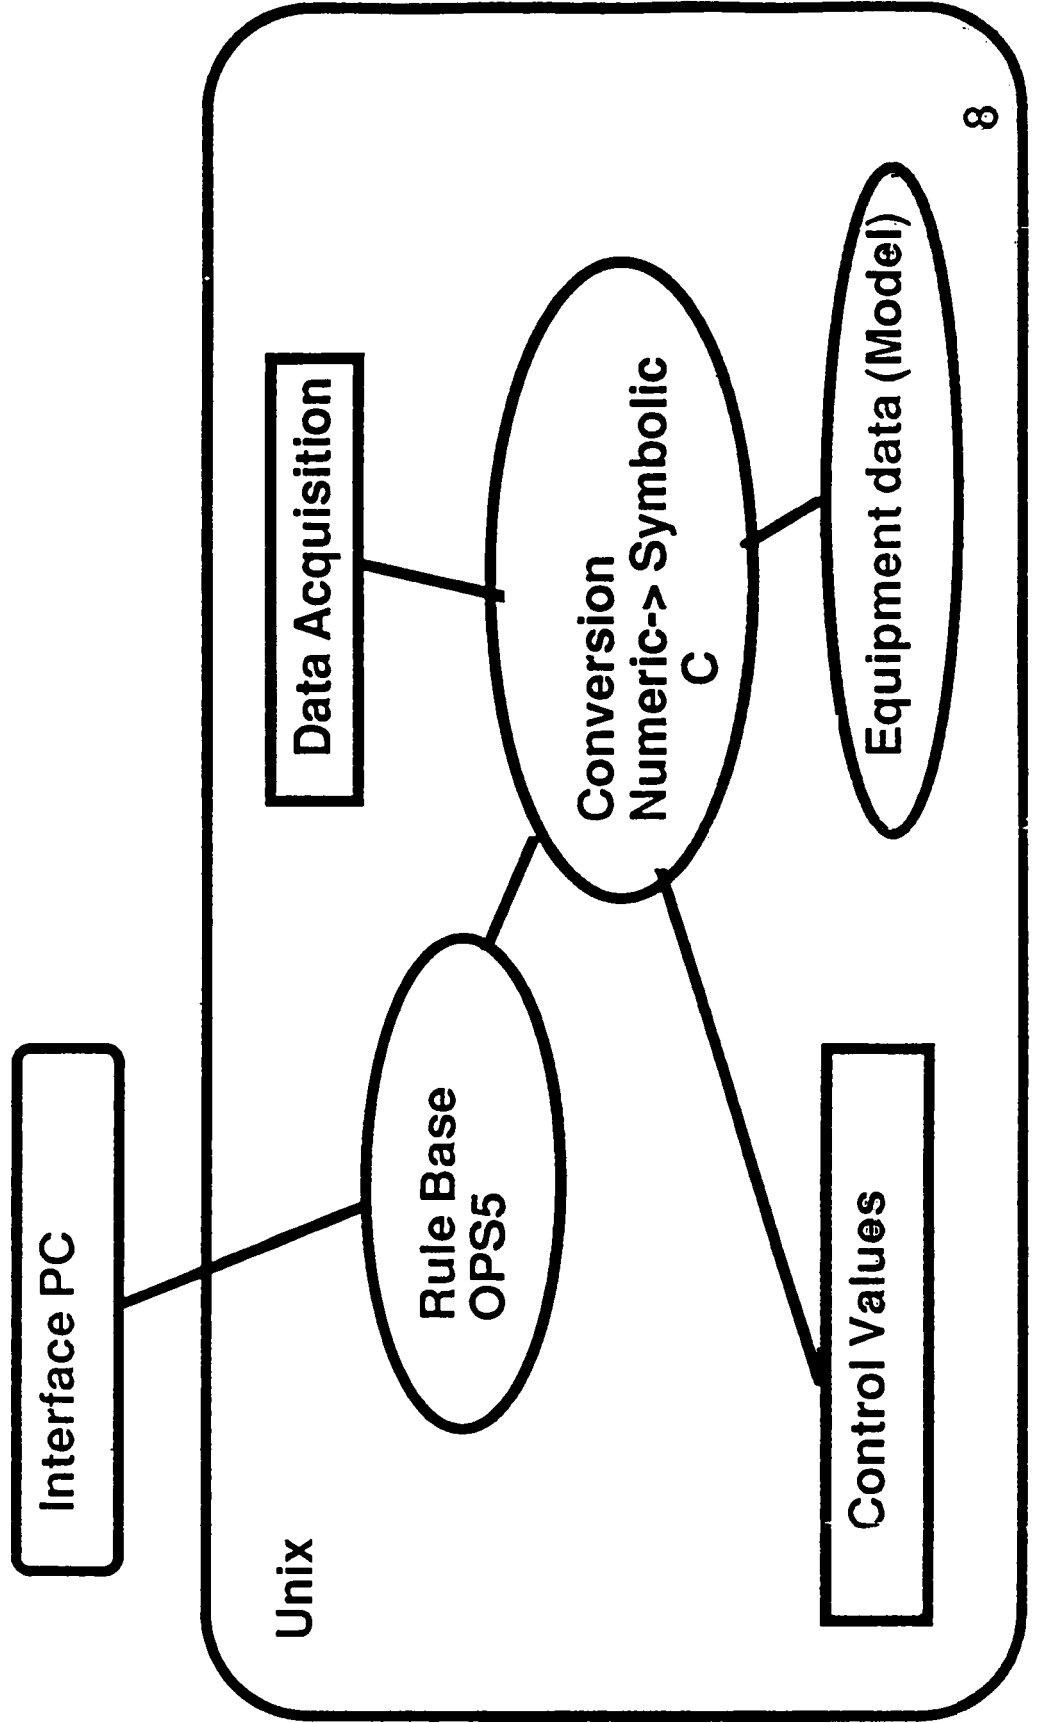 Interface PC
Unix
Data Acquisition
Rule Base
OPS5
Conversion
Numeric-> Symbolic
C
Control Values
Equipment data (Model)
8